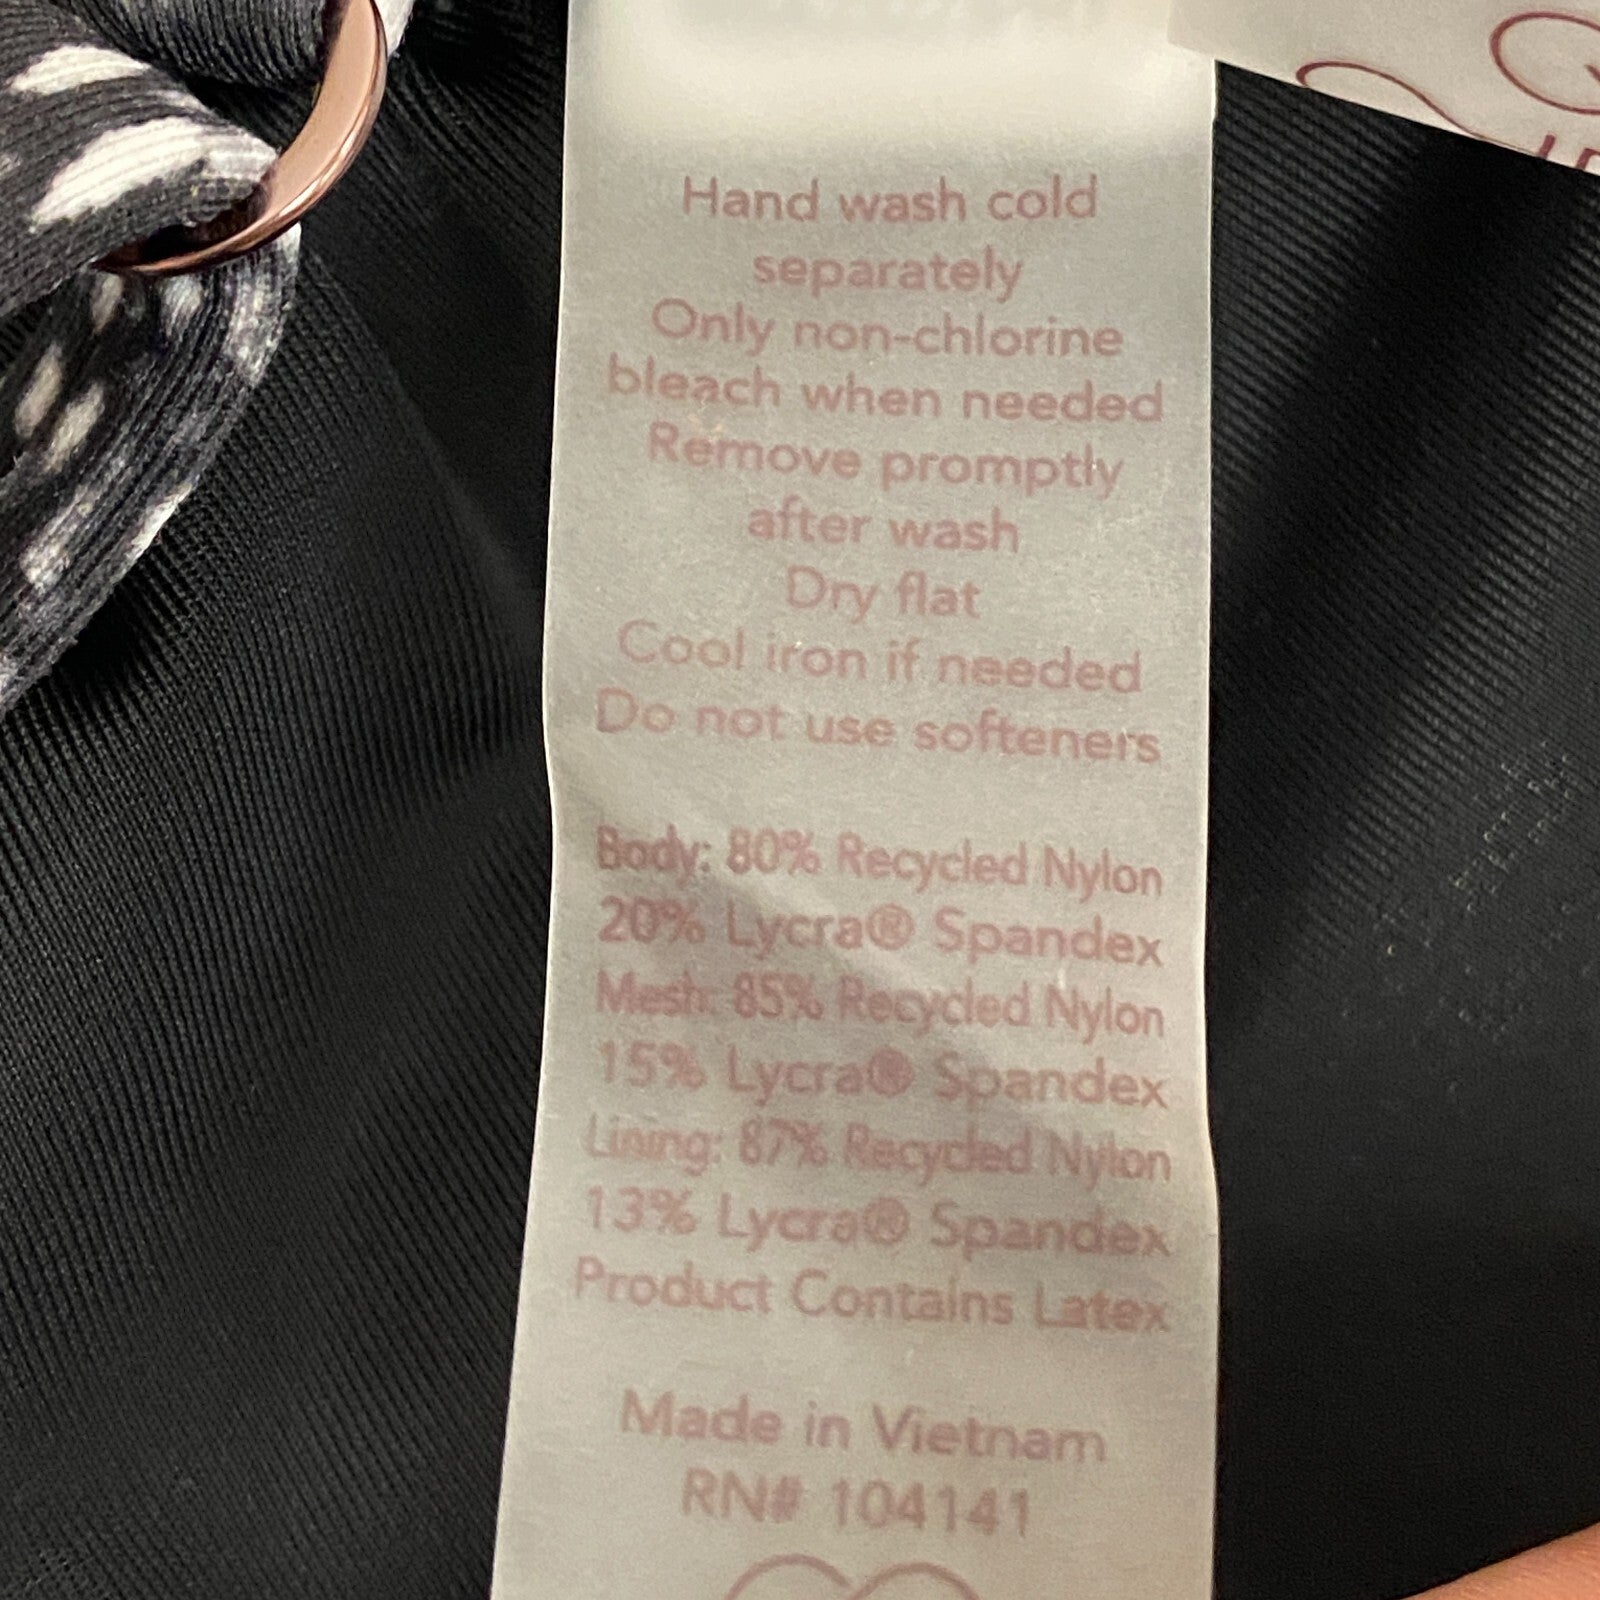 Hand wash cold
separately
Only non-chlorine
bleach when needed
Remove promptly
after wash
Dry flat
Cool iron if needed
Do not use softeners
Body: 80% Recycled Nylon
20% Lycra® Spandex
Mesh: 85% Recycled Nylon
15% Lycra® Spandex
Lining: 87% Recycled Nylon
13% Lycra® Spandex
Product Contains Latex
Made in Vietnam
RN# 104141